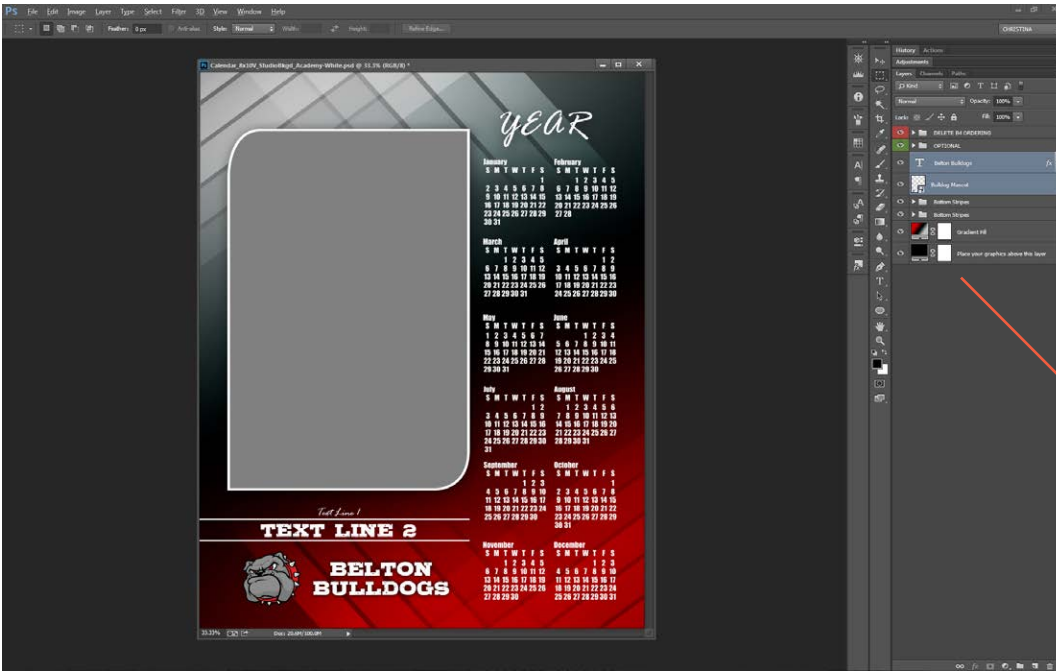 Ps File Edit Image Layer Type Select Filter 3D View Window Help
Feather: 0 px Anti-alias Style: Normal Width: Height: Refine Edge... CHRISTINA
Calendar_8x10V_StudioBkgd_Academy-White.psd @ 33.3% (RGB/8) *
YEAR
January February
S M T W T F S S M T W T F S
1 1 2 3 4 5
2 3 4 5 6 7 8 6 7 8 9 10 11 12
9 10 11 12 13 14 15 13 14 15 16 17 18 19
16 17 18 19 20 21 22 20 21 22 23 24 25 26
23 24 25 26 27 28 29 27 28
30 31
March April
S M T W T F S S M T W T F S
1 2 3 4 5 1 2
6 7 8 9 10 11 12 3 4 5 6 7 8 9
13 14 15 16 17 18 19 10 11 12 13 14 15 16
20 21 22 23 24 25 26 17 18 19 20 21 22 23
27 28 29 30 31 24 25 26 27 28 29 30
May June
S M T W T F S S M T W T F S
1 2 3 4 5 6 7 1 2 3 4
8 9 10 11 12 13 14 5 6 7 8 9 10 11
15 16 17 18 19 20 21 12 13 14 15 16 17 18
22 23 24 25 26 27 28 19 20 21 22 23 24 25
29 30 31 26 27 28 29 30
July August
S M T W T F S S M T W T F S
1 2 1 2 3 4 5 6
3 4 5 6 7 8 9 7 8 9 10 11 12 13
10 11 12 13 14 15 16 14 15 16 17 18 19 20
17 18 19 20 21 22 23 21 22 23 24 25 26 27
24 25 26 27 28 29 30 28 29 30 31
31
September October
S M T W T F S S M T W T F S
1 2 3 1
4 5 6 7 8 9 10 2 3 4 5 6 7 8
11 12 13 14 15 16 17 9 10 11 12 13 14 15
18 19 20 21 22 23 24 16 17 18 19 20 21 22
25 26 27 28 29 30 23 24 25 26 27 28 29
30 31
November December
S M T W T F S S M T W T F S
1 2 3 4 5 1 2 3
6 7 8 9 10 11 12 4 5 6 7 8 9 10
13 14 15 16 17 18 19 11 12 13 14 15 16 17
20 21 22 23 24 25 26 18 19 20 21 22 23 24
27 28 29 30 25 26 27 28 29 30 31
Text Line 1
TEXT LINE 2
BELTON
BULLDOGS
33.33% Doc: 20.6M/100.0M
History Actions
Adjustments
Layers Channels Paths
Kind
Normal Opacity: 100%
Lock: Fill: 100%
DELETE B4 ORDERING
OPTIONAL
T Belton Bulldogs fx
Bulldog Mascot
Bottom Stripes
Bottom Stripes
Gradient Fill
Place your graphics above this layer